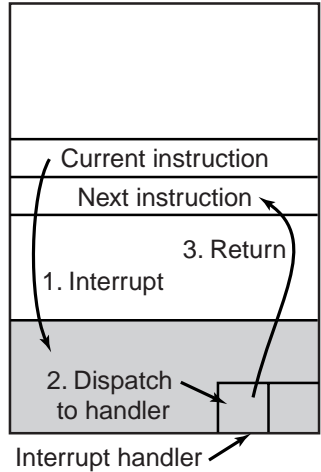 Current instruction
Next instruction
3. Return
1. Interrupt
2. Dispatch
to handler
Interrupt handler